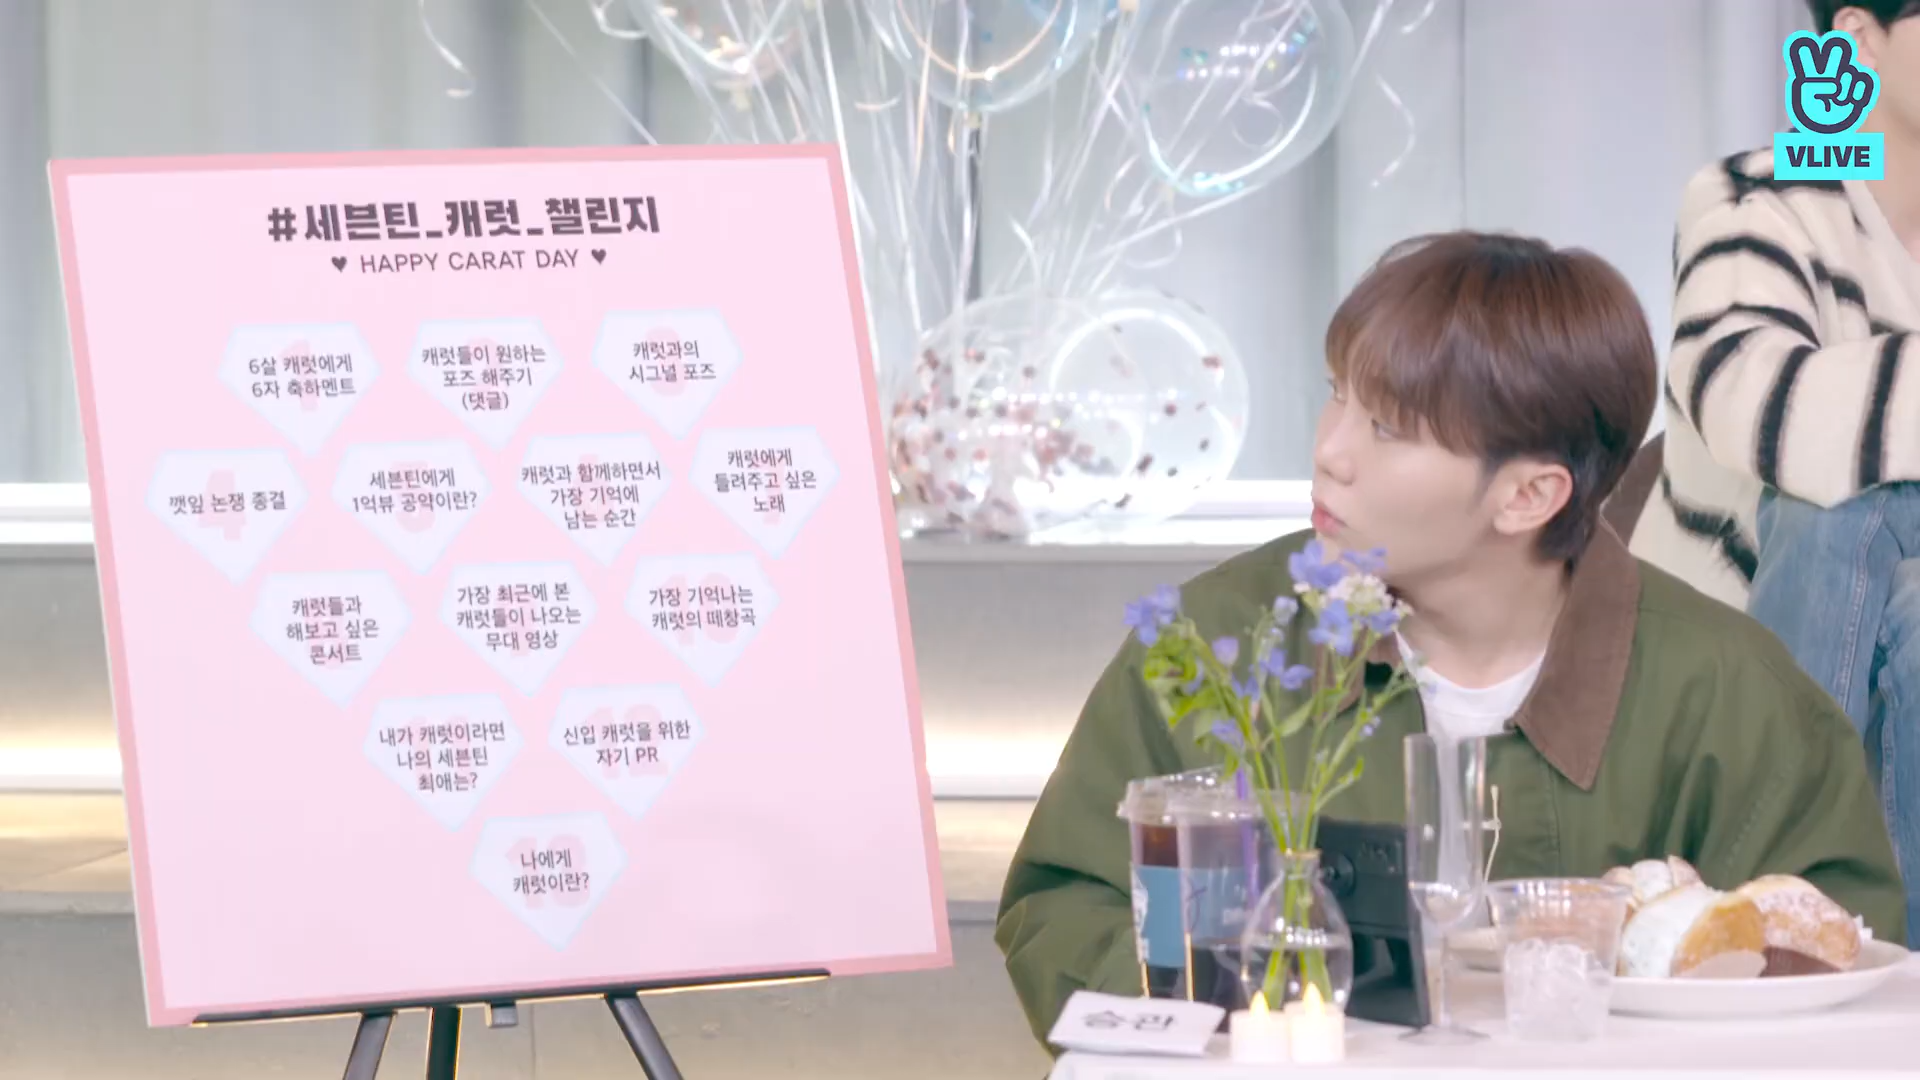 VLIVE
#세븐틴_캐럿_챌린지
♥ HAPPY CARAT DAY ♥
6살 캐럿에게
6자 축하멘트
캐럿들이 원하는
포즈 해주기
(댓글)
캐럿과의
시그널 포즈
4
깻잎 논쟁 종결
세븐틴에게
1억뷰 공약이란?
캐럿과 함께하면서
가장 기억에
남는 순간
캐럿에게
들려주고 싶은
노래
캐럿들과
해보고 싶은
콘서트
가장 최근에 본
캐럿들이 나오는
무대 영상
10
가장 기억나는
캐럿의 떼창곡
내가 캐럿이라면
나의 세븐틴
최애는?
12
신입 캐럿을 위한
자기 PR
13
나에게
캐럿이란?
승관